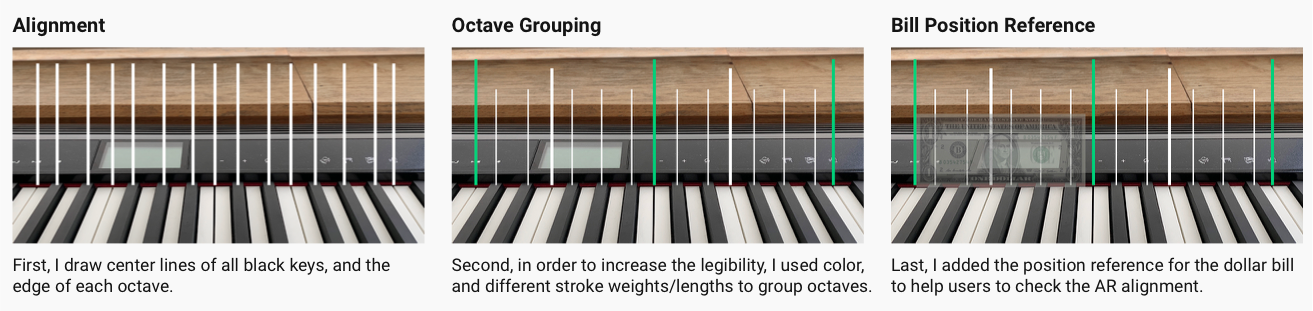 Alignment
Octave Grouping
Bill Position Reference
First, I draw center lines of all black keys, and the
edge of each octave.
Second, in order to increase the legibility, I used color,
and different stroke weights/lengths to group octaves.
Last, I added the position reference for the dollar bill
to help users to check the AR alignment.